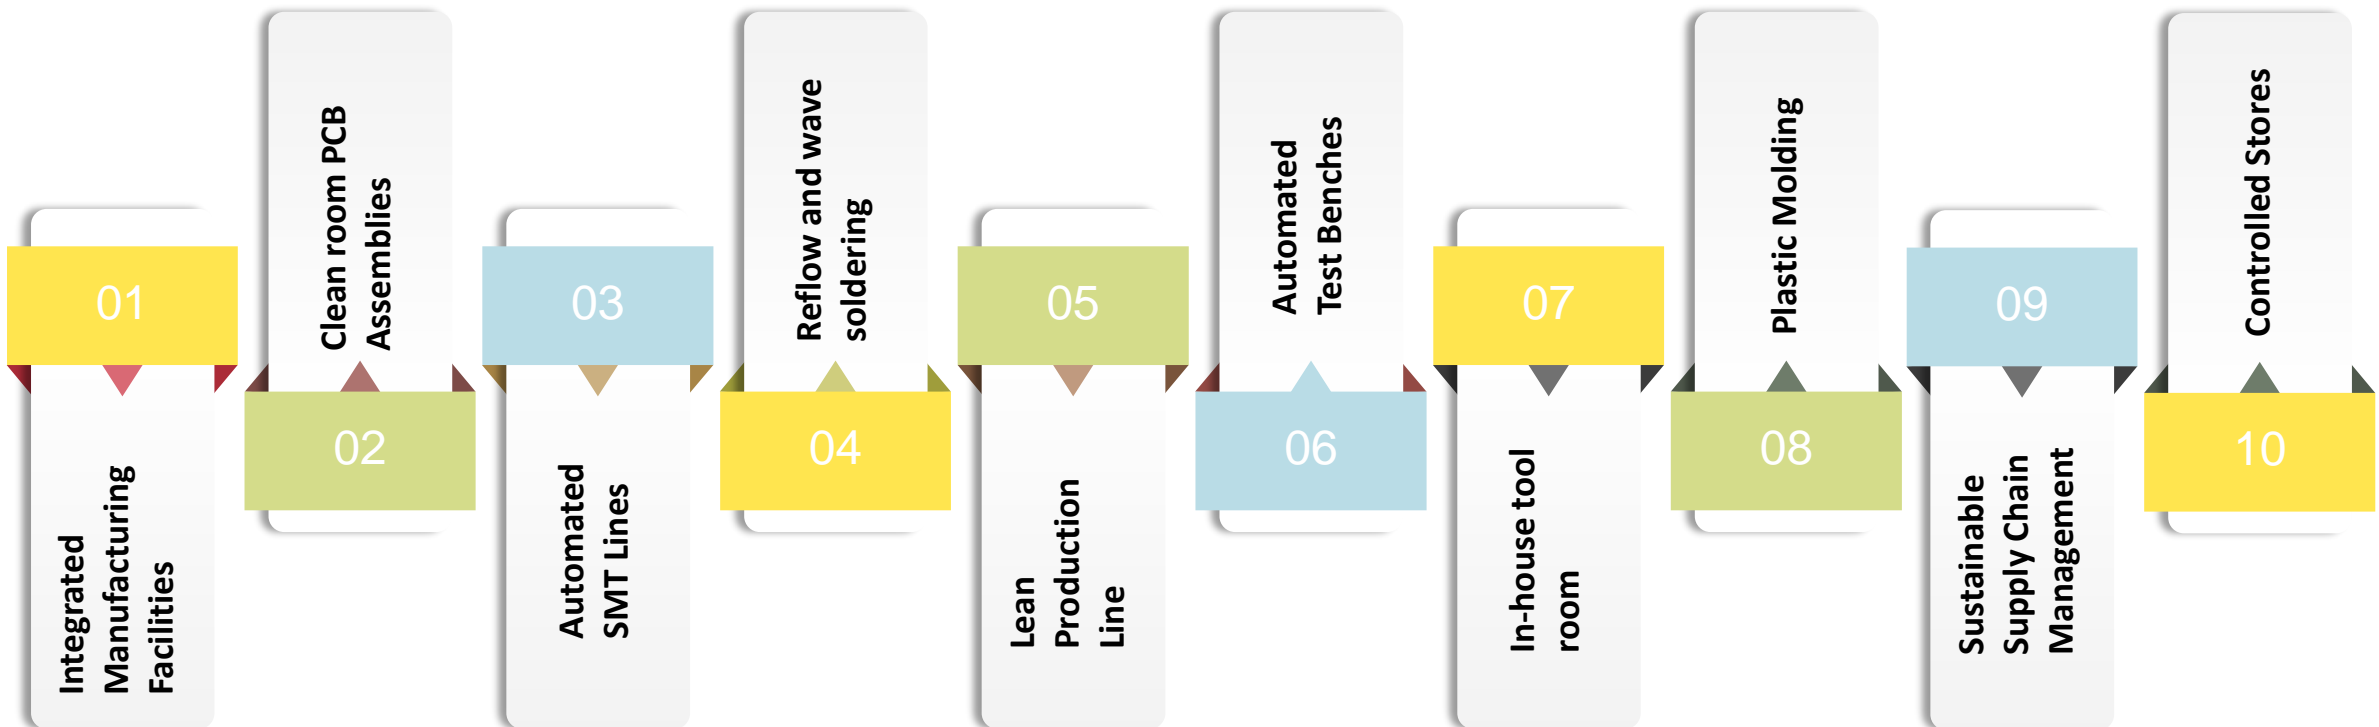 01
Integrated
Manufacturing
Facilities
02
Clean room PCB
Assemblies
03
Automated
SMT Lines
04
Reflow and wave
soldering
05
Lean
Production
Line
06
Automated
Test Benches
07
In-house tool
room
08
Plastic Molding
09
Sustainable
Supply Chain
Management
10
Controlled Stores